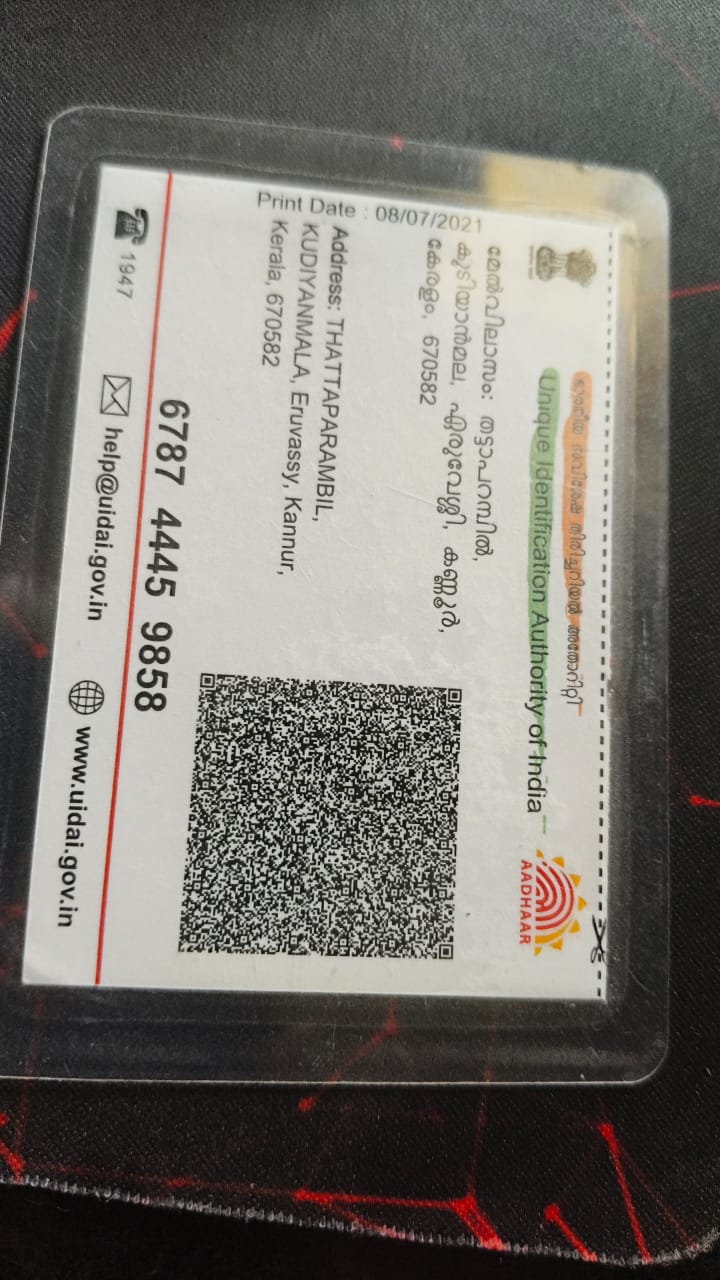 ഭാരതീയ സവിശേഷ തിരിച്ചറിയൽ അതോറിറ്റി
Unique Identification Authority of India
AADHAAR
മേൽവിലാസം: തട്ടാപറമ്പിൽ,
കുടിയാൻമല, ഏരുവേശ്ശി, കണ്ണൂർ,
കേരളം, 670582
Print Date : 08/07/2021
Address: THATTAPARAMBIL,
KUDIYANMALA, Eruvassy, Kannur,
Kerala, 670582
6787 4445 9858
1947 help@uidai.gov.in www.uidai.gov.in